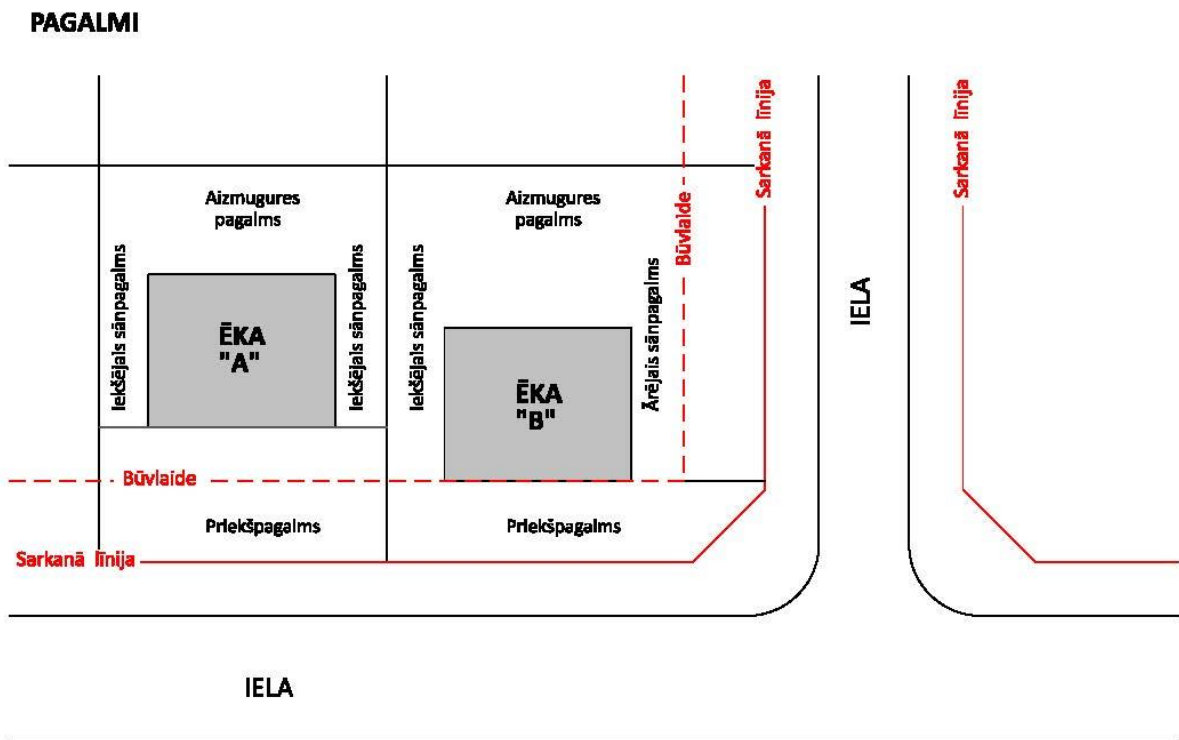 PAGALMI
Sarkanā līnija
Sarkanā līnija
Aizmugures
pagalms
Aizmugures
pagalms
Būvlaide
Iekšējais sānpagalms
Iekšējais sānpagalms
Iekšējais sānpagalms
Ārējais sānpagalms
IELA
ĒKA
"A"
ĒKA
"B"
Būvlaide
Priekšpagalms
Priekšpagalms
Sarkanā līnija
IELA